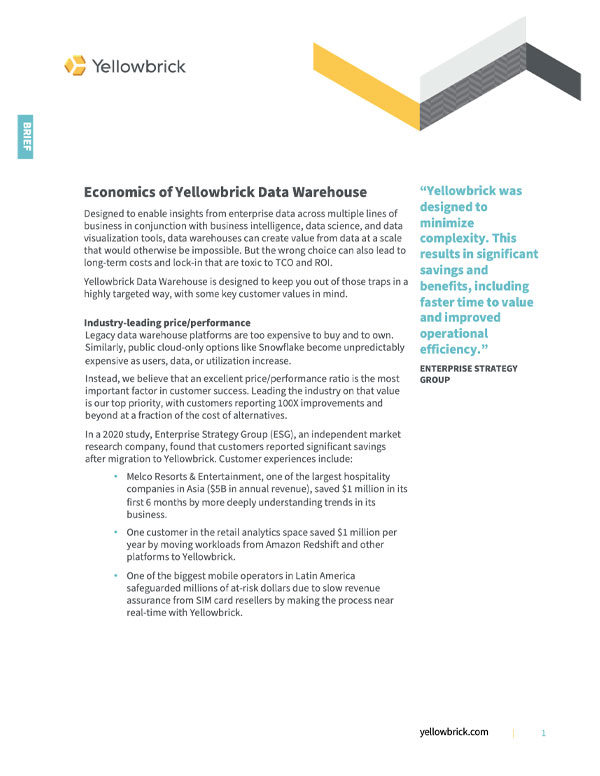 Yellowbrick
BRIEF
Economics of Yellowbrick Data Warehouse
Designed to enable insights from enterprise data across multiple lines of
business in conjunction with business intelligence, data science, and data
visualization tools, data warehouses can create value from data at a scale
that would otherwise be impossible. But the wrong choice can also lead to
long-term costs and lock-in that are toxic to TCO and ROI.
Yellowbrick Data Warehouse is designed to keep you out of those traps in a
highly targeted way, with some key customer values in mind.
Industry-leading price/performance
Legacy data warehouse platforms are too expensive to buy and to own.
Similarly, public cloud-only options like Snowflake become unpredictably
expensive as users, data, or utilization increase.
Instead, we believe that an excellent price/performance ratio is the most
important factor in customer success. Leading the industry on that value
is our top priority, with customers reporting 100X improvements and
beyond at a fraction of the cost of alternatives.
In a 2020 study, Enterprise Strategy Group (ESG), an independent market
research company, found that customers reported significant savings
after migration to Yellowbrick. Customer experiences include:
• Melco Resorts & Entertainment, one of the largest hospitality
companies in Asia ($5B in annual revenue), saved $1 million in its
first 6 months by more deeply understanding trends in its
business.
• One customer in the retail analytics space saved $1 million per
year by moving workloads from Amazon Redshift and other
platforms to Yellowbrick.
• One of the biggest mobile operators in Latin America
safeguarded millions of at-risk dollars due to slow revenue
assurance from SIM card resellers by making the process near
real-time with Yellowbrick.
“Yellowbrick was
designed to
minimize
complexity. This
results in significant
savings and
benefits, including
faster time to value
and improved
operational
efficiency.”
ENTERPRISE STRATEGY
GROUP
yellowbrick.com | 1